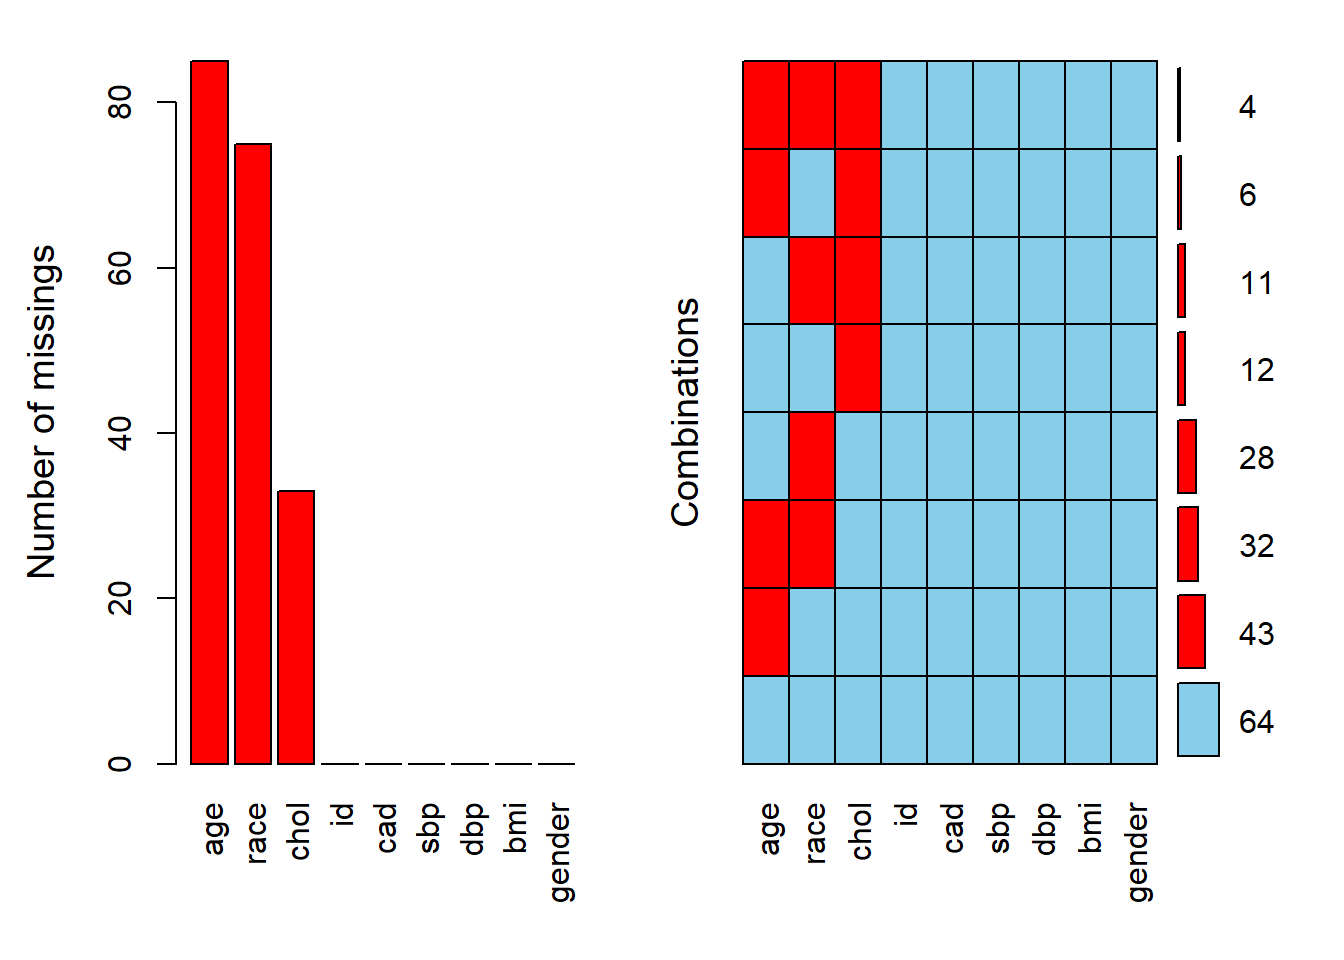 Number of missings
0
20
40
60
80
age
race
chol
id
cad
sbp
dbp
bmi
gender
Combinations
age
race
chol
id
cad
sbp
dbp
bmi
gender
4
6
11
12
28
32
43
64